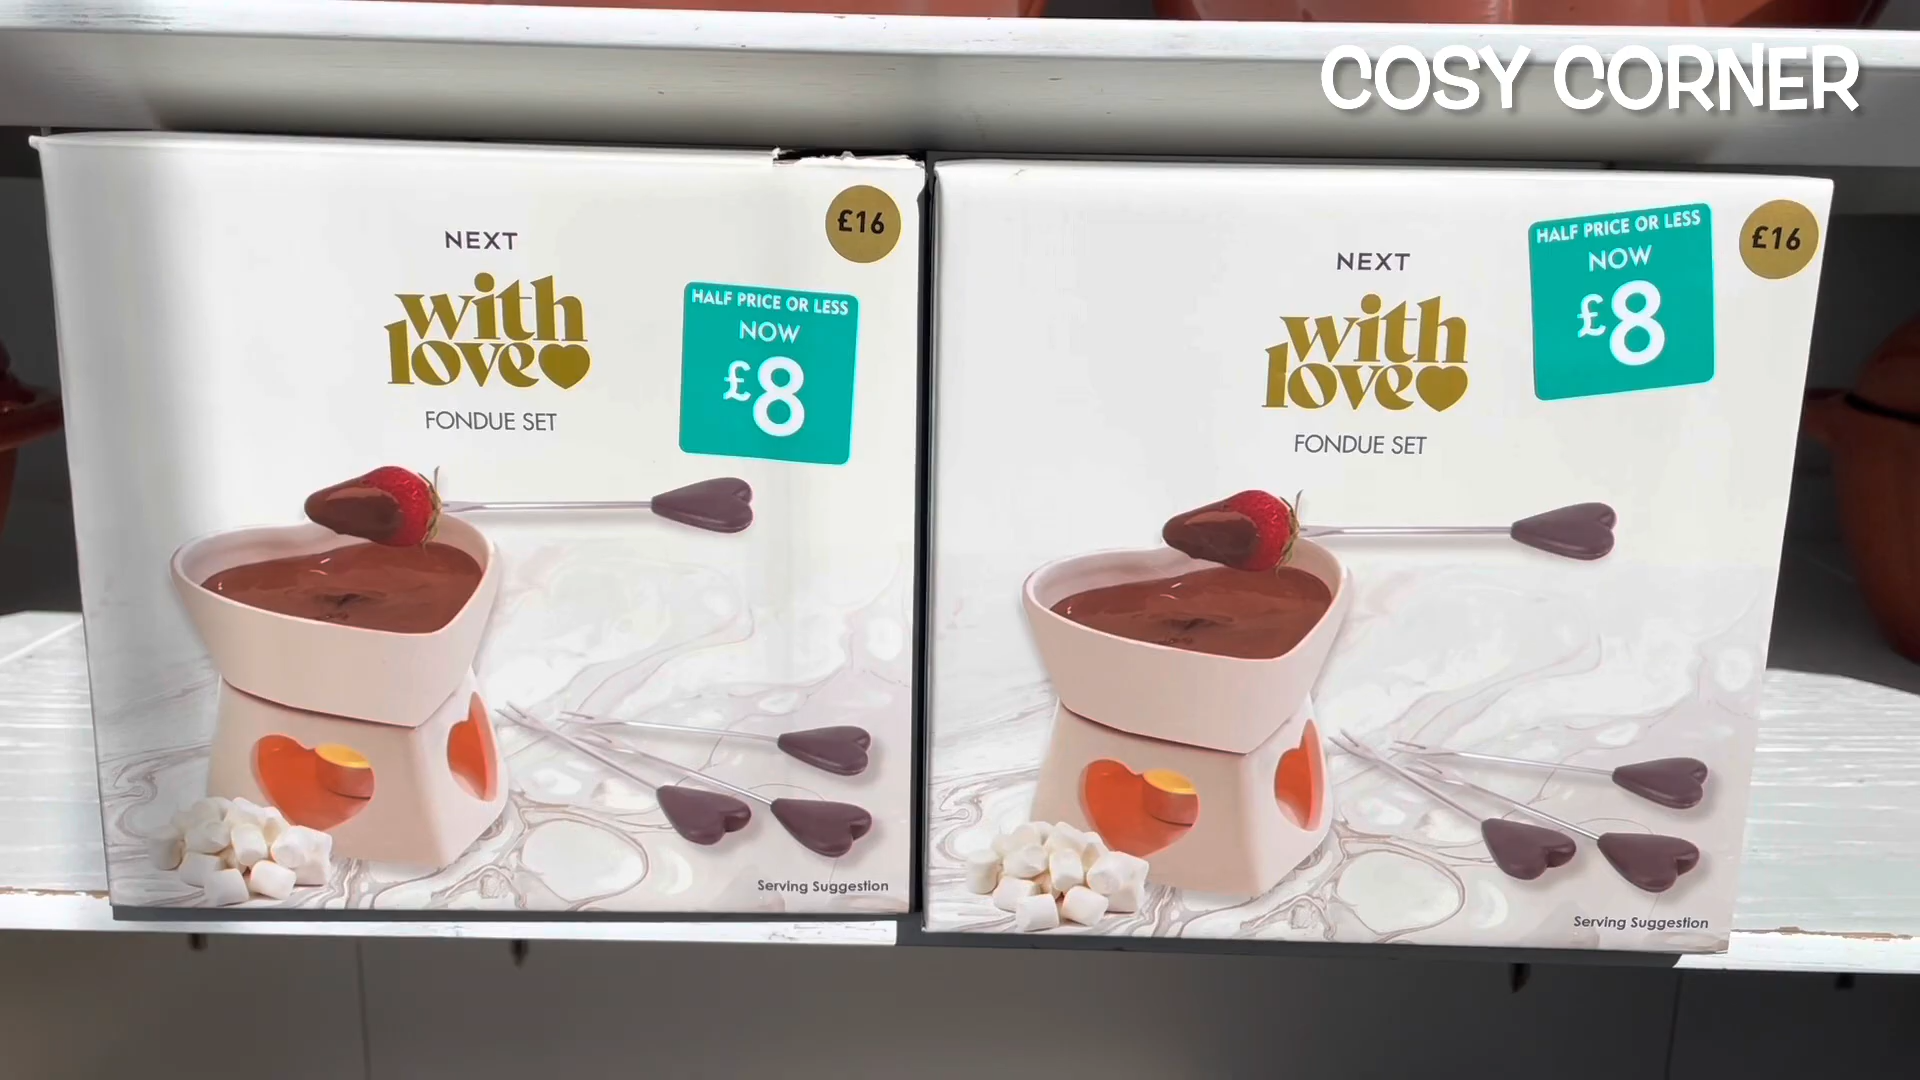 COSY CORNER
£16
NEXT
with
love
FONDUE SET
HALF PRICE OR LESS
NOW
£8
Serving Suggestion
£16
NEXT
with
love
FONDUE SET
HALF PRICE OR LESS
NOW
£8
Serving Suggestion